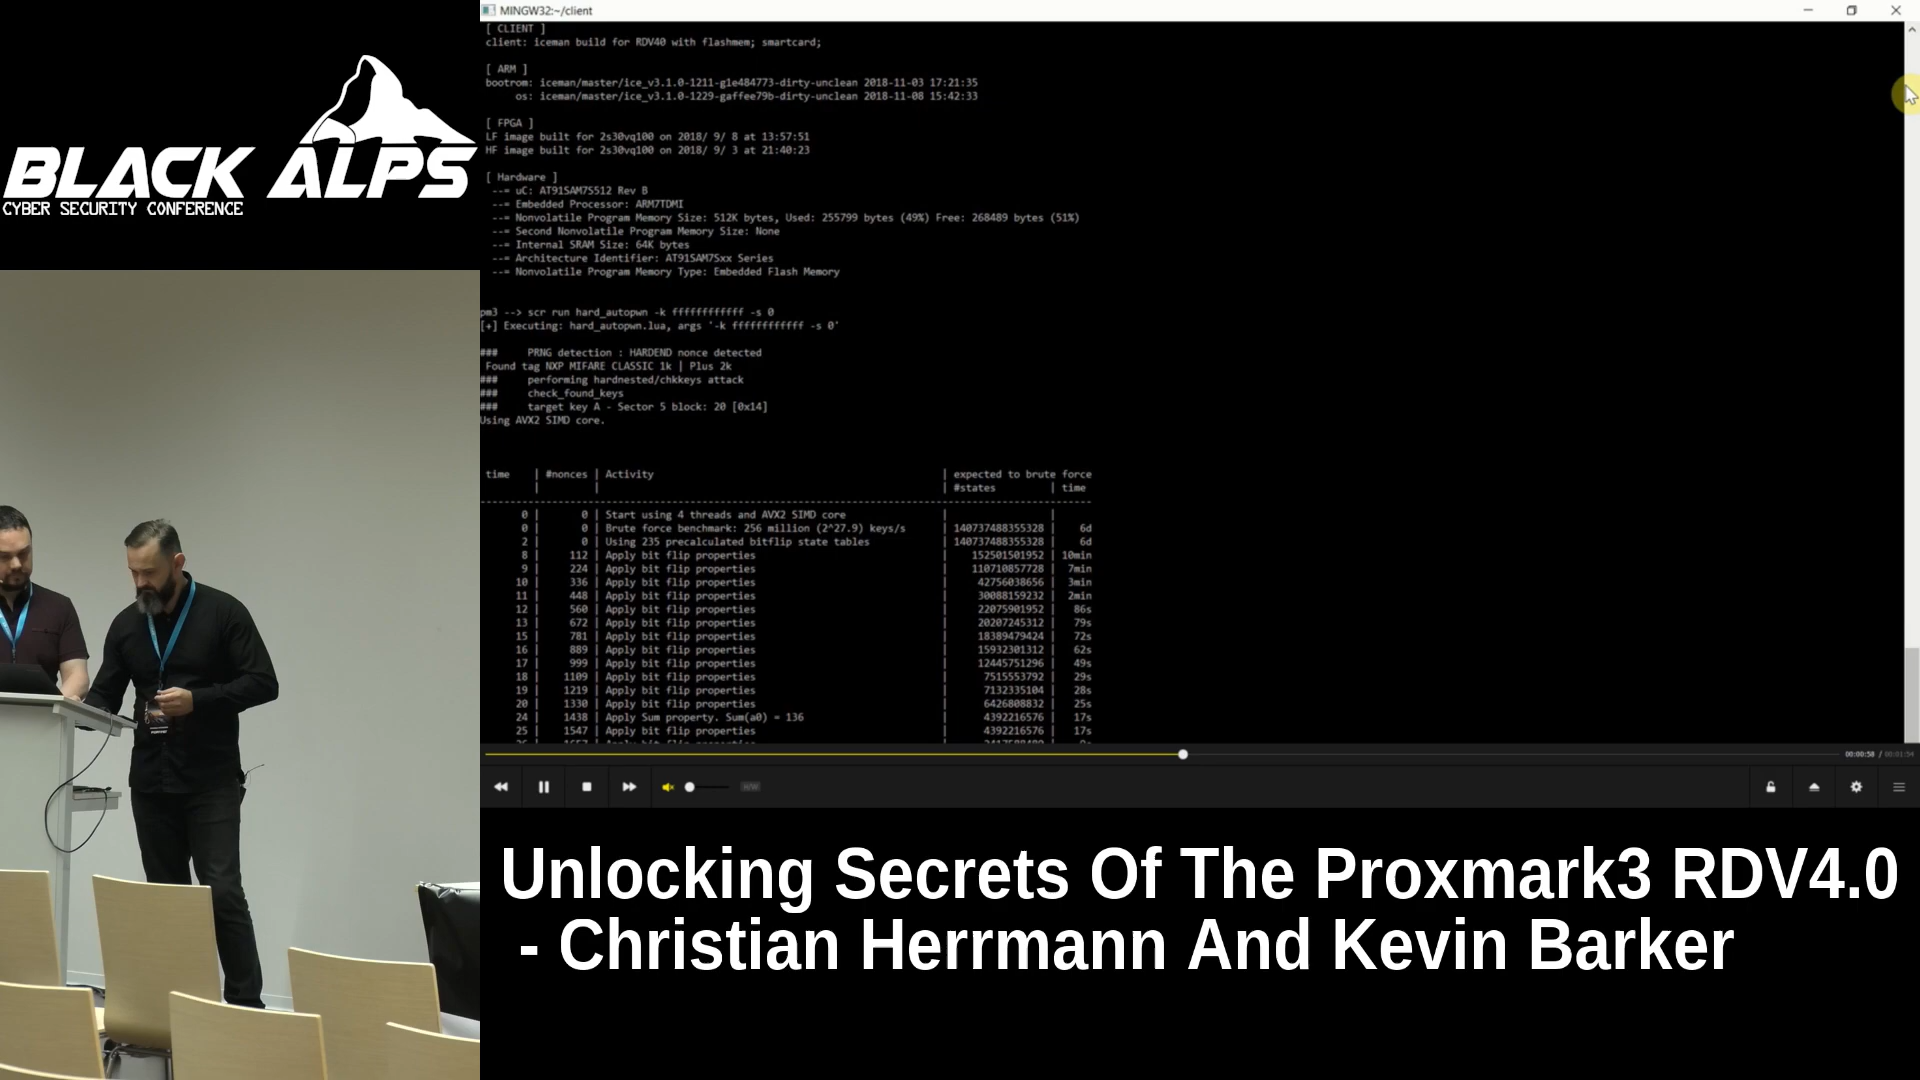 BLACK ALPS
CYBER SECURITY CONFERENCE
MINGW32:~/client
[ CLIENT ]
client: iceman build for RDV40 with flashmem; smartcard;
[ ARM ]
bootrom: iceman/master/ice_v3.1.0-1211-g1e484773-dirty-unclean 2018-11-03 17:21:35
os: iceman/master/ice_v3.1.0-1229-gaffee79b-dirty-unclean 2018-11-08 15:42:33
[ FPGA ]
LF image built for 2s30vq100 on 2018/ 9/ 8 at 13:57:51
HF image built for 2s30vq100 on 2018/ 9/ 3 at 21:40:23
[ Hardware ]
--= uC: AT91SAM7S512 Rev B
--= Embedded Processor: ARM7TDMI
--= Nonvolatile Program Memory Size: 512K bytes, Used: 255799 bytes (49%) Free: 268489 bytes (51%)
--= Second Nonvolatile Program Memory Size: None
--= Internal SRAM Size: 64K bytes
--= Architecture Identifier: AT91SAM7Sxx Series
--= Nonvolatile Program Memory Type: Embedded Flash Memory
pm3 --> scr run hard_autopwn -k ffffffffffff -s 0
[+] Executing: hard_autopwn.lua, args '-k ffffffffffff -s 0'
### PRNG detection : HARDEND nonce detected
Found tag NXP MIFARE CLASSIC 1k | Plus 2k
### performing hardnested/chkkeys attack
### check_found_keys
### target key A - Sector 5 block: 20 [0x14]
Using AVX2 SIMD core.
time | #nonces | Activity | expected to brute force
| | | #states | time
0 | 0 | Start using 4 threads and AVX2 SIMD core | |
0 | 0 | Brute force benchmark: 256 million (2^27.9) keys/s | 140737488355328 | 6d
2 | 0 | Using 235 precalculated bitflip state tables | 140737488355328 | 6d
8 | 112 | Apply bit flip properties | 152501501952 | 10min
9 | 224 | Apply bit flip properties | 110710857728 | 7min
10 | 336 | Apply bit flip properties | 42756038656 | 3min
11 | 448 | Apply bit flip properties | 30088159232 | 2min
12 | 560 | Apply bit flip properties | 22075901952 | 86s
13 | 672 | Apply bit flip properties | 20207245312 | 79s
15 | 781 | Apply bit flip properties | 18389479424 | 72s
16 | 889 | Apply bit flip properties | 15932301312 | 62s
17 | 999 | Apply bit flip properties | 12445751296 | 49s
18 | 1109 | Apply bit flip properties | 7515553792 | 29s
19 | 1219 | Apply bit flip properties | 7132335104 | 28s
20 | 1330 | Apply bit flip properties | 6426808832 | 25s
24 | 1438 | Apply Sum property. Sum(a0) = 136 | 4392216576 | 17s
25 | 1547 | Apply bit flip properties | 4392216576 | 17s
00:00:58 / 00:01:54
H/W
Unlocking Secrets Of The Proxmark3 RDV4.0
- Christian Herrmann And Kevin Barker